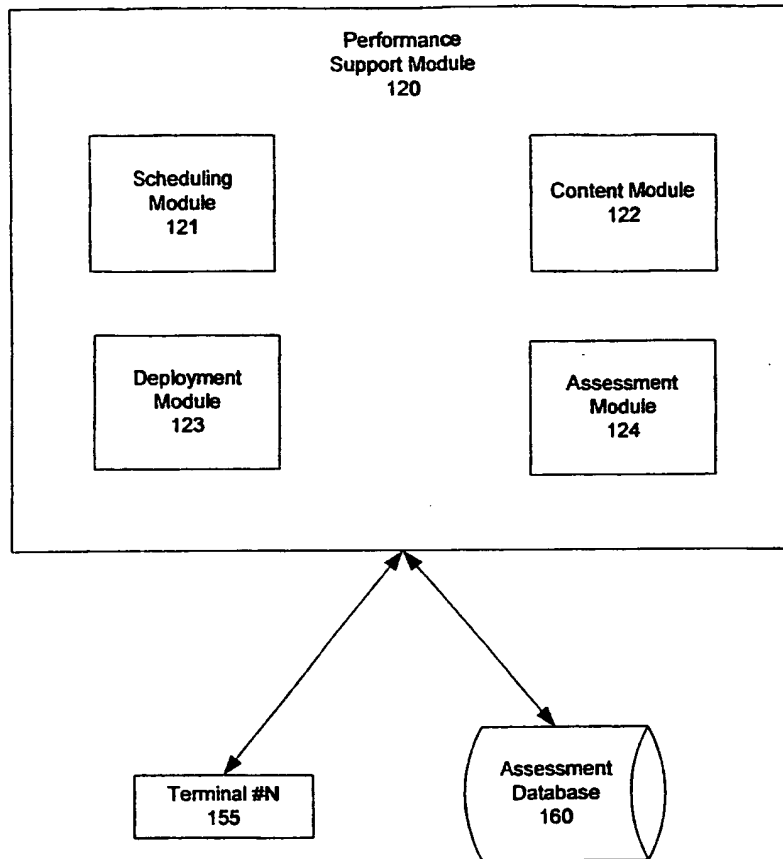 Performance
Support Module
120
Scheduling
Module
121
Content Module
122
Deployment
Module
123
Assessment
Module
124
Terminal #N
155
Assessment
Database
160